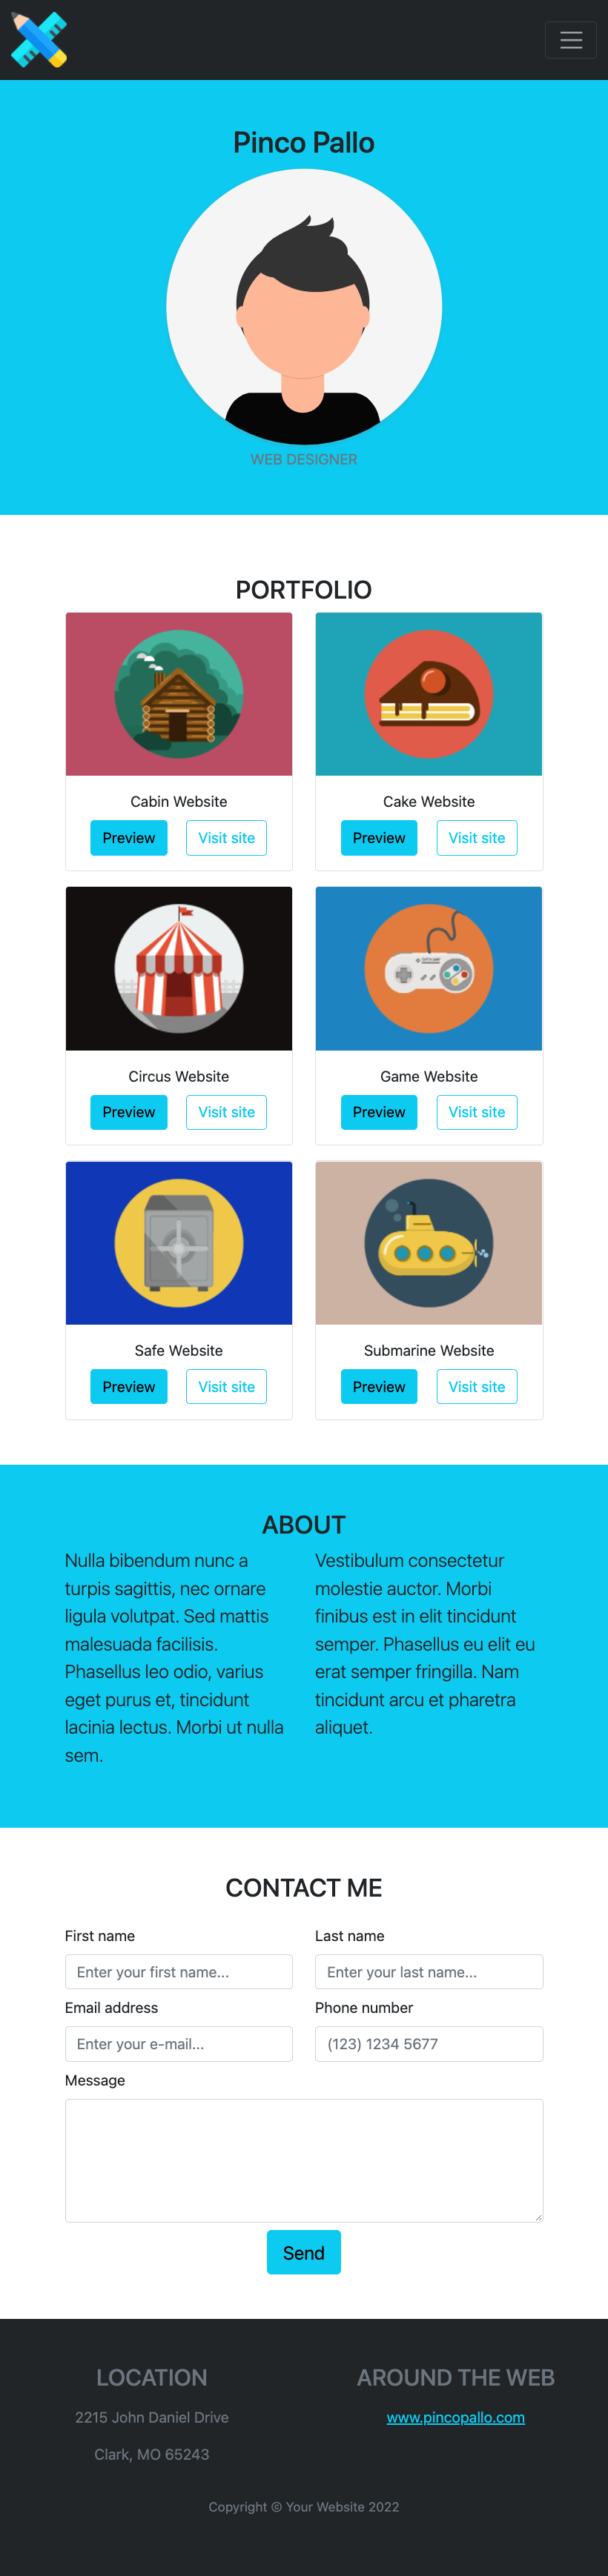 Pinco Pallo
WEB DESIGNER
PORTFOLIO
Cabin Website
Preview Visit site
Cake Website
Preview Visit site
Circus Website
Preview Visit site
Game Website
Preview Visit site
Safe Website
Preview Visit site
Submarine Website
Preview Visit site
ABOUT
Nulla bibendum nunc a
turpis sagittis, nec ornare
ligula volutpat. Sed mattis
malesuada facilisis.
Phasellus leo odio, varius
eget purus et, tincidunt
lacinia lectus. Morbi ut nulla
sem.
Vestibulum consectetur
molestie auctor. Morbi
finibus est in elit tincidunt
semper. Phasellus eu elit eu
erat semper fringilla. Nam
tincidunt arcu et pharetra
aliquet.
CONTACT ME
First name
Enter your first name...
Last name
Enter your last name...
Email address
Enter your e-mail...
Phone number
(123) 1234 5677
Message
Send
LOCATION
2215 John Daniel Drive
Clark, MO 65243
AROUND THE WEB
www.pincopallo.com
Copyright © Your Website 2022